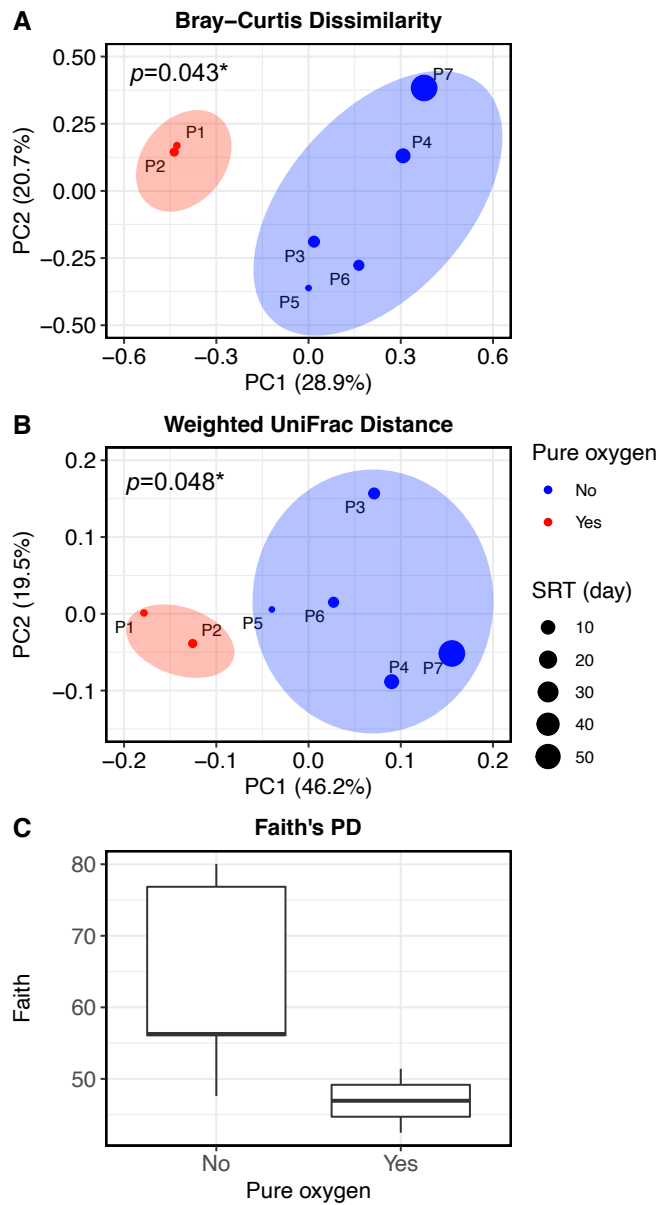 A
Bray−Curtis Dissimilarity
p=0.043*
P7
P1
P2
P4
P3
P6
P5
0.50
0.25
0.00
−0.25
−0.50
PC2 (20.7%)
−0.6 −0.3 0.0 0.3 0.6
PC1 (28.9%)
B
Weighted UniFrac Distance
p=0.048*
P3
P1
P2
P5
P6
P4
P7
0.2
0.1
0.0
−0.1
PC2 (19.5%)
−0.2 −0.1 0.0 0.1 0.2
PC1 (46.2%)
Pure oxygen
No
Yes
SRT (day)
10
20
30
40
50
C
Faith's PD
80
70
60
50
Faith
No Yes
Pure oxygen